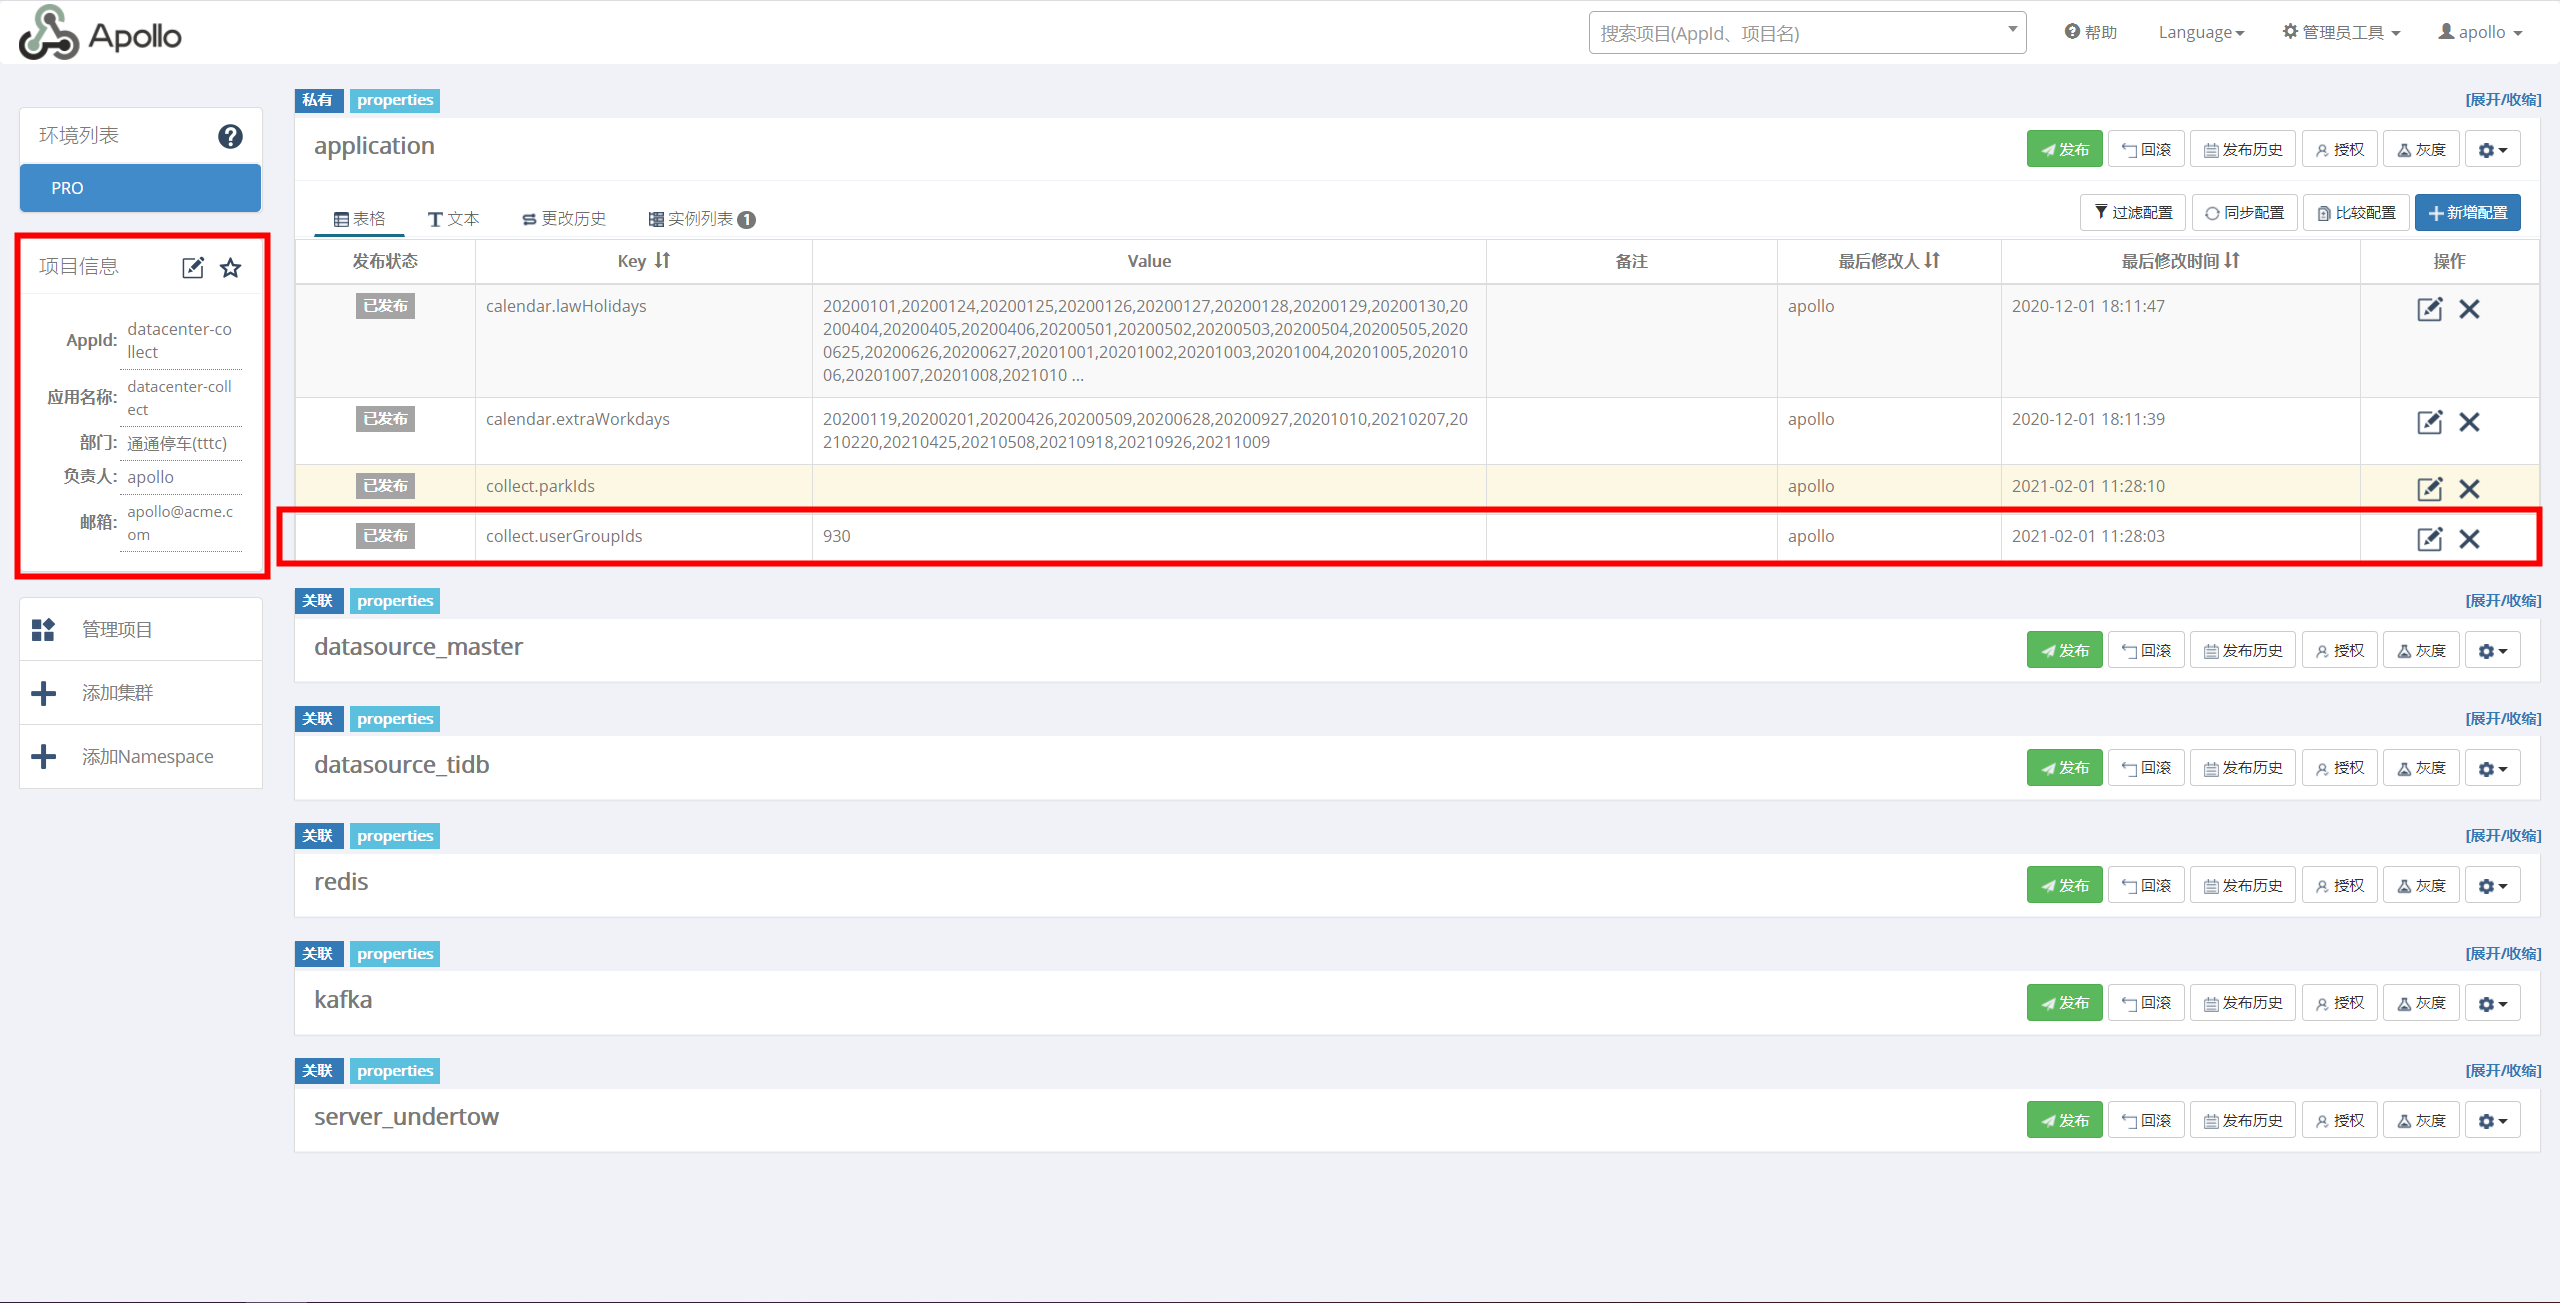 Apollo
搜索项目(AppId、项目名)
帮助
Language
管理员工具
apollo
环境列表
PRO
项目信息
AppId: datacenter-co
llect
应用名称: datacenter-coll
ect
部门: 通通停车(tttc)
负责人: apollo
邮箱: apollo@acme.c
om
管理项目
添加集群
添加Namespace
私有 properties [展开/收缩]
application
发布 回滚 发布历史 授权 灰度
表格 文本 更改历史 实例列表 1
过滤配置 同步配置 比较配置 新增配置
发布状态 Key Value 备注 最后修改人 最后修改时间 操作
已发布 calendar.lawHolidays 20200101,20200124,20200125,20200126,20200127,20200128,20200129,20200130,20 apollo 2020-12-01 18:11:47
200404,20200405,20200406,20200501,20200502,20200503,20200504,20200505,2020
0625,20200626,20200627,20201001,20201002,20201003,20201004,20201005,202010
06,20201007,20201008,2021010 ...
已发布 calendar.extraWorkdays 20200119,20200201,20200426,20200509,20200628,20200927,20201010,20210207,20 apollo 2020-12-01 18:11:39
210220,20210425,20210508,20210918,20210926,20211009
已发布 collect.parkIds apollo 2021-02-01 11:28:10
已发布 collect.userGroupIds 930 apollo 2021-02-01 11:28:03
关联 properties [展开/收缩]
datasource_master
发布 回滚 发布历史 授权 灰度
关联 properties [展开/收缩]
datasource_tidb
发布 回滚 发布历史 授权 灰度
关联 properties [展开/收缩]
redis
发布 回滚 发布历史 授权 灰度
关联 properties [展开/收缩]
kafka
发布 回滚 发布历史 授权 灰度
关联 properties [展开/收缩]
server_undertow
发布 回滚 发布历史 授权 灰度